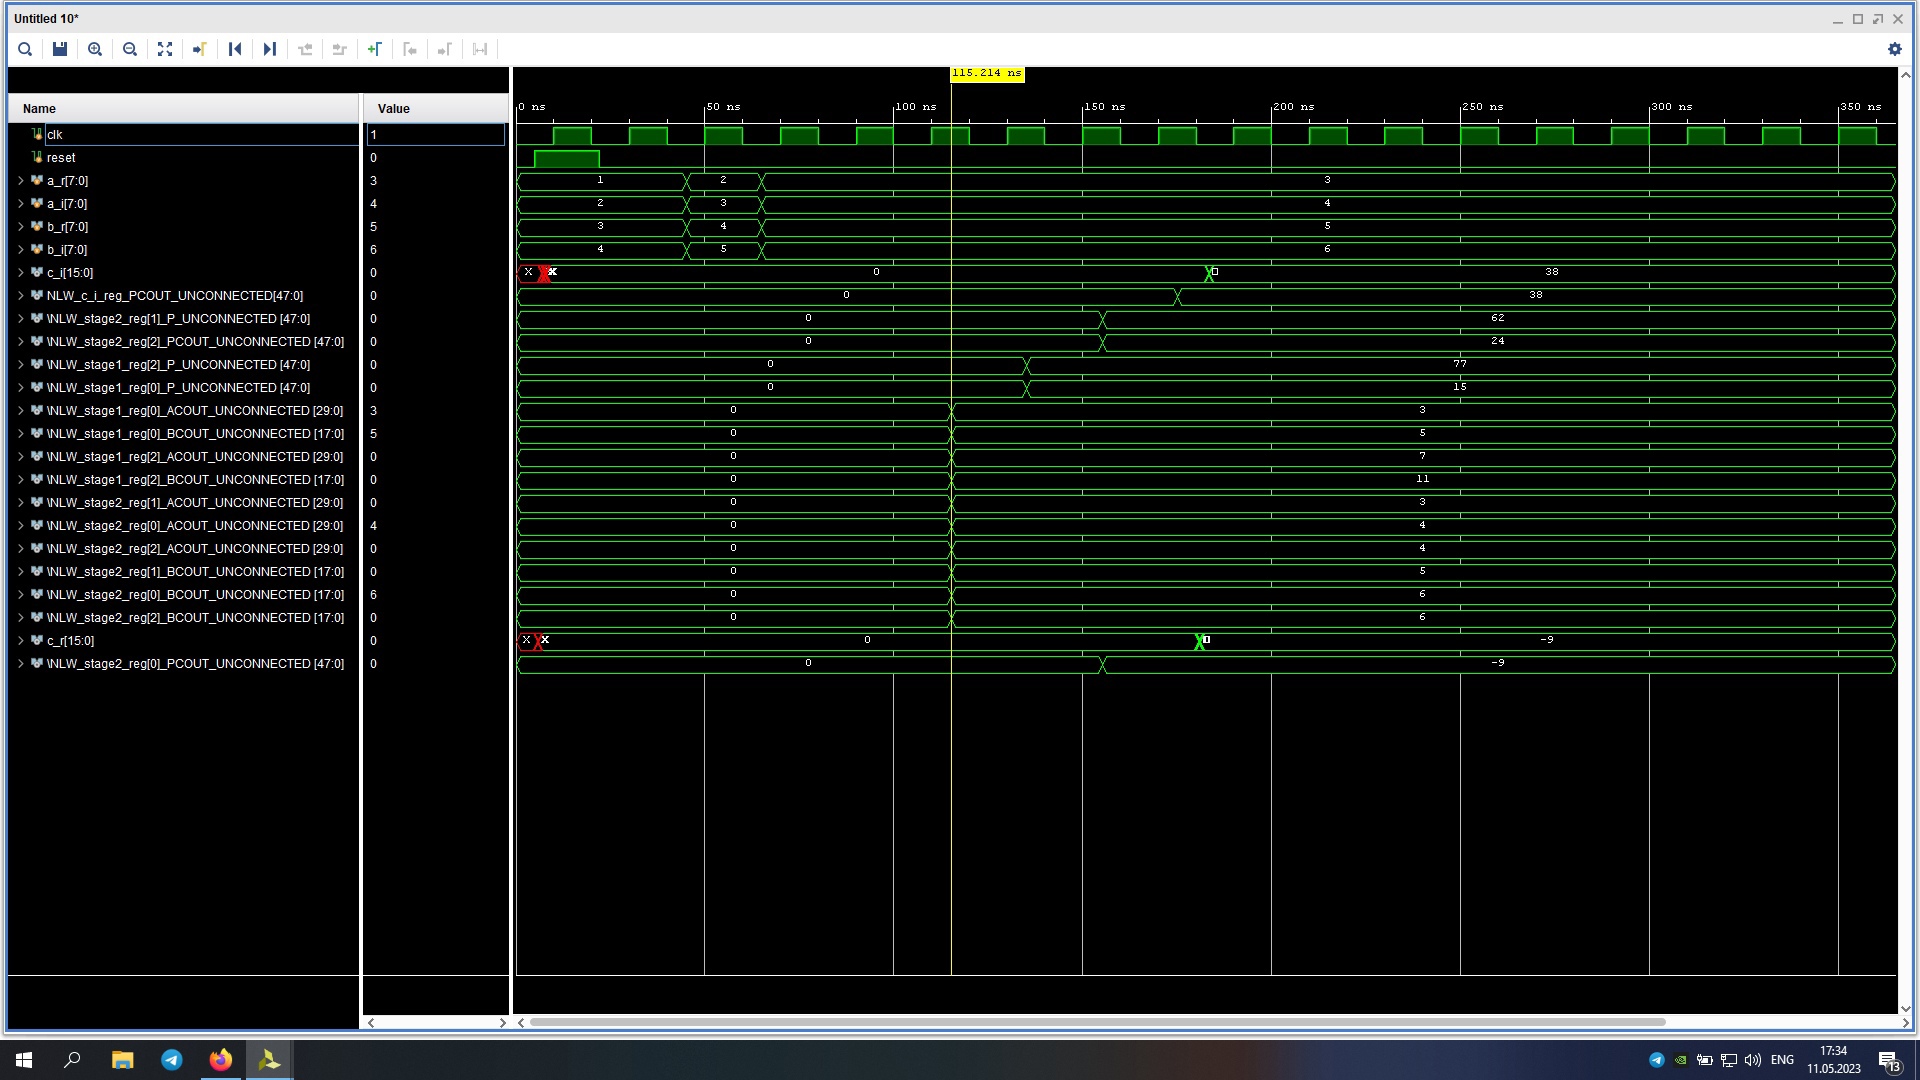 Untitled 10*
115.214 ns
Name Value
0 ns 50 ns 100 ns 150 ns 200 ns 250 ns 300 ns 350 ns
clk 1
reset 0
a_r[7:0] 3 1 2 3
a_i[7:0] 4 2 3 4
b_r[7:0] 5 3 4 5
b_i[7:0] 6 4 5 6
c_i[15:0] 0 X X 0 38
NLW_c_i_reg_PCOUT_UNCONNECTED[47:0] 0 0 38
\NLW_stage2_reg[1]_P_UNCONNECTED [47:0] 0 0 62
\NLW_stage2_reg[2]_PCOUT_UNCONNECTED [47:0] 0 0 24
\NLW_stage1_reg[2]_P_UNCONNECTED [47:0] 0 0 77
\NLW_stage1_reg[0]_P_UNCONNECTED [47:0] 0 0 15
\NLW_stage1_reg[0]_ACOUT_UNCONNECTED [29:0] 3 0 3
\NLW_stage1_reg[0]_BCOUT_UNCONNECTED [17:0] 5 0 5
\NLW_stage1_reg[2]_ACOUT_UNCONNECTED [29:0] 0 0 7
\NLW_stage1_reg[2]_BCOUT_UNCONNECTED [17:0] 0 0 11
\NLW_stage2_reg[1]_ACOUT_UNCONNECTED [29:0] 0 0 3
\NLW_stage2_reg[0]_ACOUT_UNCONNECTED [29:0] 4 0 4
\NLW_stage2_reg[2]_ACOUT_UNCONNECTED [29:0] 0 0 4
\NLW_stage2_reg[1]_BCOUT_UNCONNECTED [17:0] 0 0 5
\NLW_stage2_reg[0]_BCOUT_UNCONNECTED [17:0] 6 0 6
\NLW_stage2_reg[2]_BCOUT_UNCONNECTED [17:0] 0 0 6
c_r[15:0] 0 X X 0 -9
\NLW_stage2_reg[0]_PCOUT_UNCONNECTED [47:0] 0 0 -9
ENG
17:34
11.05.2023
13